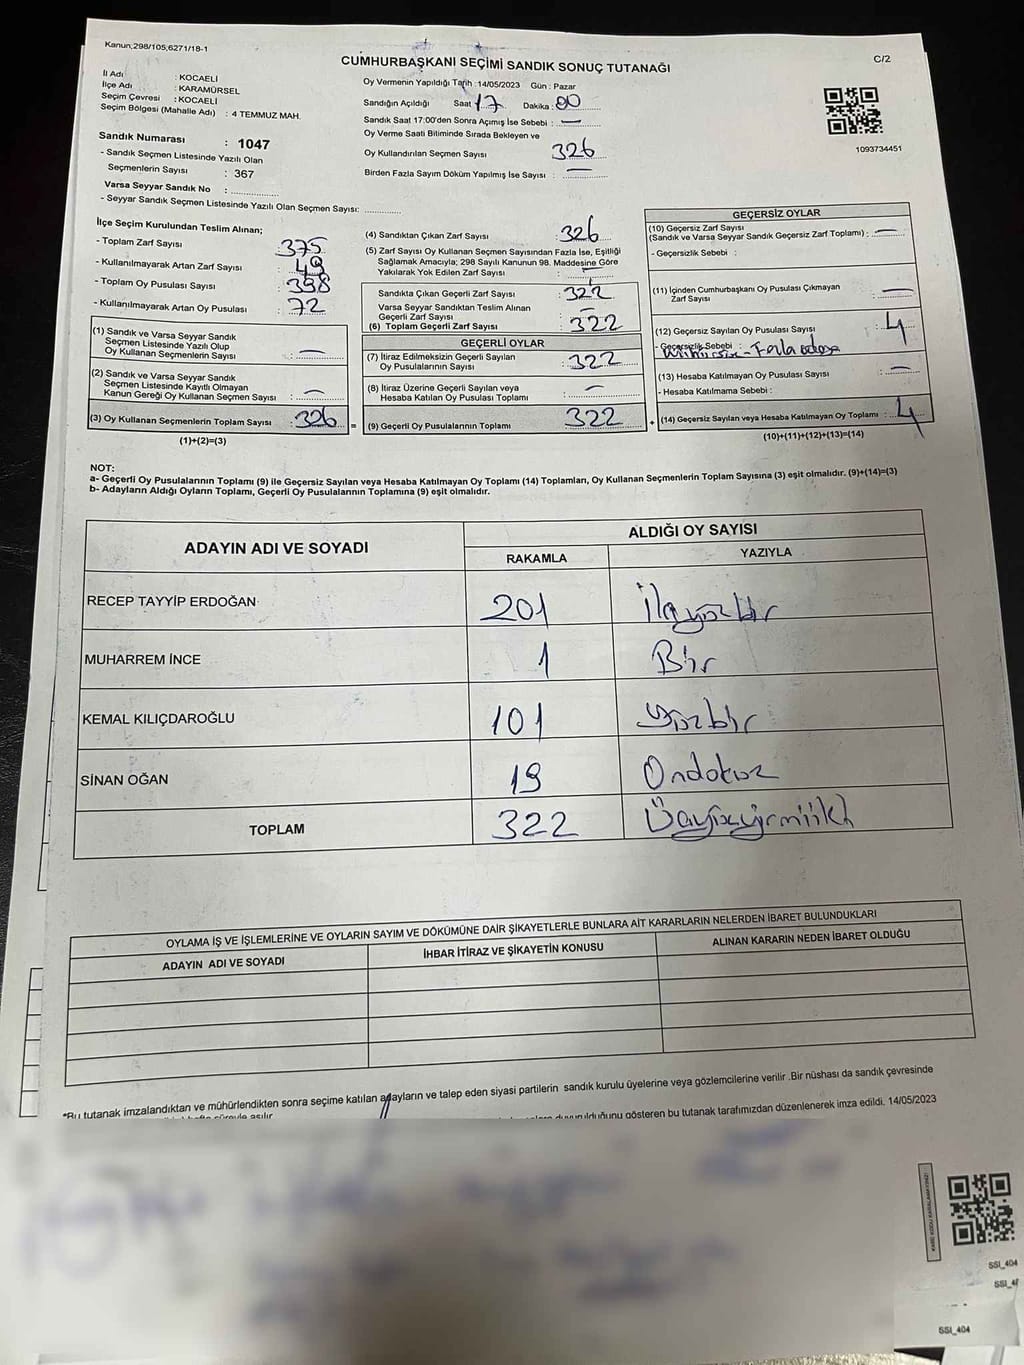 Kanun,298/105,6271/18-1
CUMHURBAŞKANI SEÇİMİ SANDIK SONUÇ TUTANAĞI
C/2
İl Adı : KOCAELİ
İlçe Adı : KARAMÜRSEL
Seçim Çevresi : KOCAELİ
Seçim Bölgesi (Mahalle Adı) : 4 TEMMUZ MAH.
Sandık Numarası : 1047
- Sandık Seçmen Listesinde Yazılı Olan
Seçmenlerin Sayısı : 367
Varsa Seyyar Sandık No : ..............
- Seyyar Sandık Seçmen Listesinde Yazılı Olan Seçmen Sayısı: ............
Oy Vermenin Yapıldığı Tarih :14/05/2023 Gün : Pazar
Sandığın Açıldığı Saat 17 Dakika : 00
Sandık Saat 17:00'den Sonra Açımış İse Sebebi : —
Oy Verme Saati Bitiminde Sırada Bekleyen ve
Oy Kullandırılan Seçmen Sayısı 326
Birden Fazla Sayım Döküm Yapılmış İse Sayısı : —
1093734451
İlçe Seçim Kurulundan Teslim Alınan;
- Toplam Zarf Sayısı : 375
- Kullanılmayarak Artan Zarf Sayısı : 49
- Toplam Oy Pusulası Sayısı : 398
- Kullanılmayarak Artan Oy Pusulası : 72
(1) Sandık ve Varsa Seyyar Sandık
Seçmen Listesinde Yazılı Olup
Oy Kullanan Seçmenlerin Sayısı : —
(2) Sandık ve Varsa Seyyar Sandık
Seçmen Listesinde Kayıtlı Olmayan
Kanun Gereği Oy Kullanan Seçmen Sayısı : —
(3) Oy Kullanan Seçmenlerin Toplam Sayısı : 326
(1)+(2)=(3)
(4) Sandıktan Çıkan Zarf Sayısı : 326
(5) Zarf Sayısı Oy Kullanan Seçmen Sayısından Fazla İse, Eşitliği
Sağlamak Amacıyla; 298 Sayılı Kanunun 98. Maddesine Göre
Yakılarak Yok Edilen Zarf Sayısı : —
Sandıkta Çıkan Geçerli Zarf Sayısı : 322
Varsa Seyyar Sandıktan Teslim Alınan
Geçerli Zarf Sayısı : —
(6) Toplam Geçerli Zarf Sayısı : 322
GEÇERLİ OYLAR
(7) İtiraz Edilmeksizin Geçerli Sayılan
Oy Pusulalarının Sayısı : 322
(8) İtiraz Üzerine Geçerli Sayılan veya
Hesaba Katılan Oy Pusulası Toplamı : —
= (9) Geçerli Oy Pusulalarının Toplamı : 322
GEÇERSİZ OYLAR
(10) Geçersiz Zarf Sayısı
(Sandık ve Varsa Seyyar Sandık Geçersiz Zarf Toplamı) : —
- Geçersizlik Sebebi :
(11) İçinden Cumhurbaşkanı Oy Pusulası Çıkmayan
Zarf Sayısı : —
(12) Geçersiz Sayılan Oy Pusulası Sayısı : 4
- Geçersizlik Sebebi : Mühürsüz - Fazla
(13) Hesaba Katılmayan Oy Pusulası Sayısı : —
- Hesaba Katılmama Sebebi :
+ (14) Geçersiz Sayılan veya Hesaba Katılmayan Oy Toplamı : 4
(10)+(11)+(12)+(13)=(14)
NOT:
a- Geçerli Oy Pusulalarının Toplamı (9) ile Geçersiz Sayılan veya Hesaba Katılmayan Oy Toplamı (14) Toplamları, Oy Kullanan Seçmenlerin Toplam Sayısına (3) eşit olmalıdır. (9)+(14)=(3)
b- Adayların Aldığı Oyların Toplamı, Geçerli Oy Pusulalarının Toplamına (9) eşit olmalıdır.
ADAYIN ADI VE SOYADI
ALDIĞI OY SAYISI
RAKAMLA YAZIYLA
RECEP TAYYİP ERDOĞAN 201 İkiyüzbir
MUHARREM İNCE 1 Bir
KEMAL KILIÇDAROĞLU 101 yüzbir
SİNAN OĞAN 19 Ondokuz
TOPLAM 322 Üçyüzyirmiiki
OYLAMA İŞ VE İŞLEMLERİNE VE OYLARIN SAYIM VE DÖKÜMÜNE DAİR ŞİKAYETLERLE BUNLARA AİT KARARLARIN NELERDEN İBARET BULUNDUKLARI
ADAYIN ADI VE SOYADI İHBAR İTİRAZ VE ŞİKAYETİN KONUSU ALINAN KARARIN NEDEN İBARET OLDUĞU
*Bu tutanak imzalandıktan ve mühürlendikten sonra seçime katılan adayların ve talep eden siyasi partilerin sandık kurulu üyelerine veya gözlemcilerine verilir .Bir nüshası da sandık çevresinde
duyurulduğunu gösteren bu tutanak tarafımızdan düzenlenerek imza edildi. 14/05/2023
KARE KODU KARALAMAYINIZ!
SSI_404
SSI_4
SSI_404